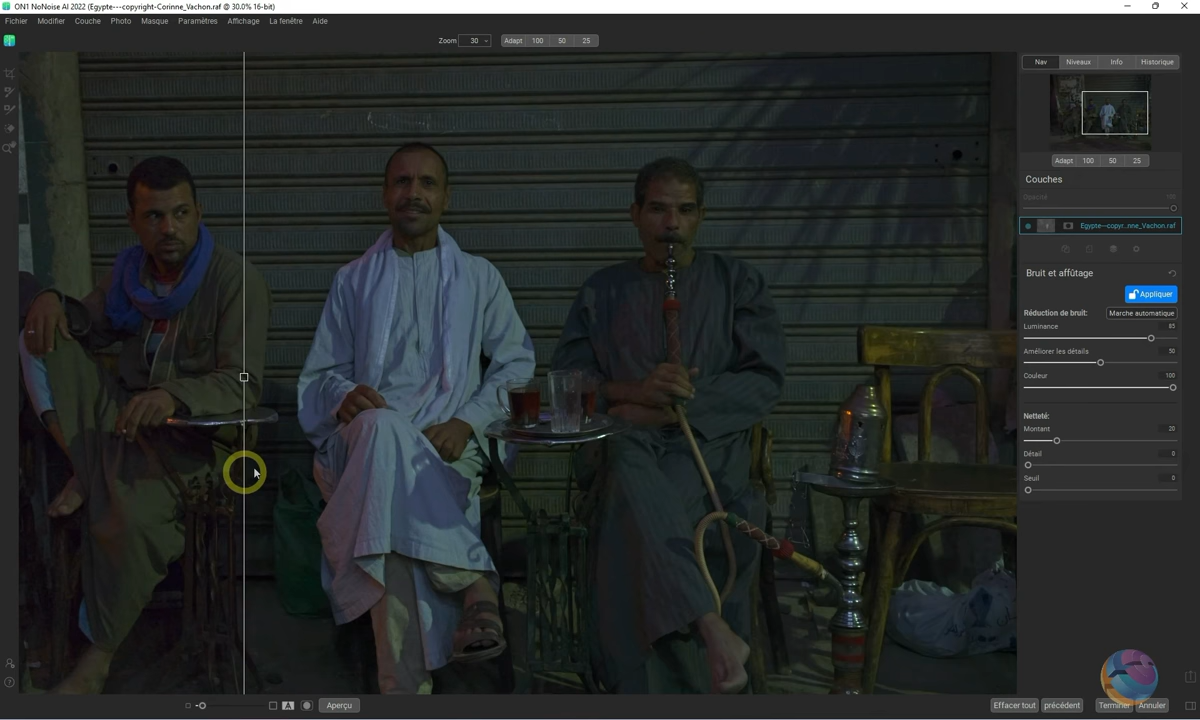 ON1 NoNoise AI 2022 (Egypte---copyright-Corinne_Vachon.raf @ 30.0% 16-bit)
Fichier Modifier Couche Photo Masque Paramètres Affichage La fenêtre Aide
Zoom 30 Adapt 100 50 25
Nav Niveaux Info Historique
Adapt 100 50 25
Couches
Opacité 100
Egypte---copyr...nne_Vachon.raf
Bruit et affûtage
Appliquer
Réduction de bruit: Marche automatique
Luminance 85
Améliorer les détails 50
Couleur 100
Netteté:
Montant 20
Détail 0
Seuil 0
A Aperçu Effacer tout précédent Terminer Annuler